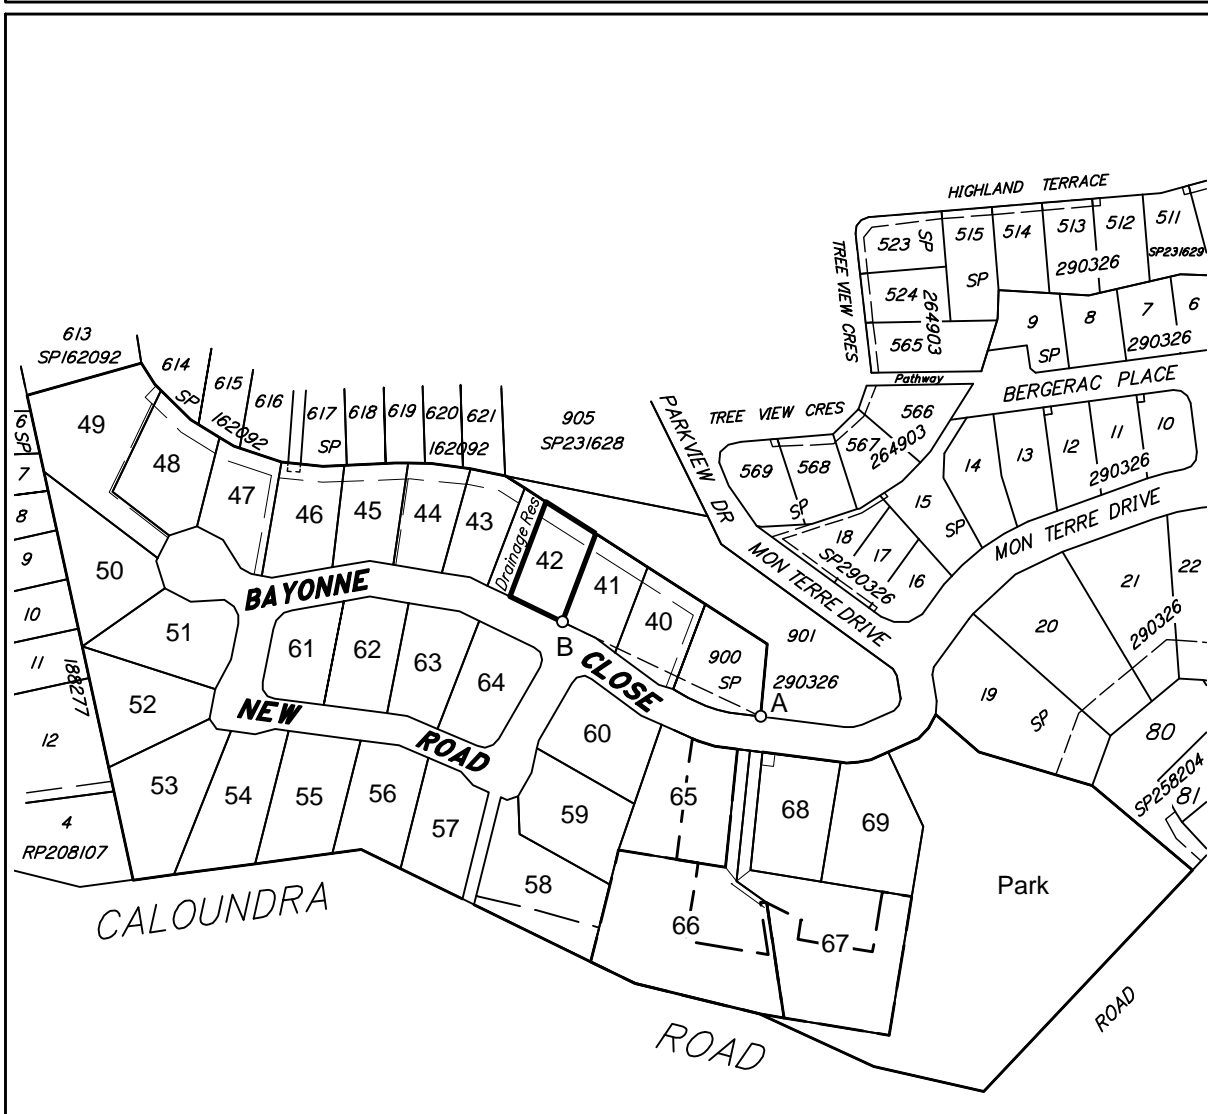 HIGHLAND TERRACE
TREE VIEW CRES
523 SP
515
514
513
512
511
SP231629
SP
290326
524
264903
565
9
8
7
6
SP
290326
Pathway
BERGERAC PLACE
613
SP162092
614
SP
615
162092
616
617
SP
618
619
620
621
162092
905
SP231628
PARKVIEW DR
TREE VIEW CRES
566
567
264903
568
569
SP
14
13
12
11
10
290326
15
SP
18
17
16
SP290326
MON TERRE DRIVE
MON TERRE DRIVE
6
SP
7
8
9
10
11
188277
12
4
RP208107
49
48
47
46
45
44
43
Drainage Res
42
41
40
900
SP
290326
901
A
B
50
51
52
53
BAYONNE
CLOSE
61
62
63
64
NEW
ROAD
54
55
56
57
58
59
60
65
66
67
68
69
20
21
22
290326
19
SP
80
SP258204
81
Park
CALOUNDRA
ROAD
ROAD